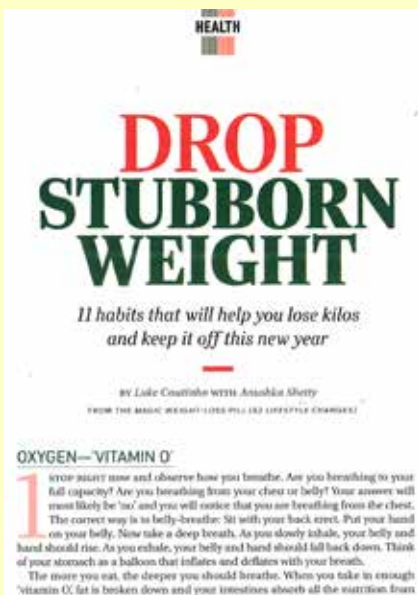 HEALTH
DROP
STUBBORN
WEIGHT
11 habits that will help you lose kilos
and keep it off this new year
BY Luke Coutinho WITH Anushka Shetty
FROM THE MAGIC WEIGHT-LOSS PILL (62 LIFESTYLE CHANGES)
OXYGEN—'VITAMIN O'
1 STOP RIGHT now and observe how you breathe. Are you breathing to your
full capacity? Are you breathing from your chest or belly? Your answer will
most likely be 'no' and you will notice that you are breathing from the chest.
The correct way is to belly-breathe: Sit with your back erect. Put your hand
on your belly. Now take a deep breath. As you slowly inhale, your belly and
hand should rise. As you exhale, your belly and hand should fall back down. Think
of your stomach as a balloon that inflates and deflates with your breath.
The more you eat, the deeper you should breathe. When you take in enough
'vitamin O', fat is broken down and your intestines absorb all the nutrition from